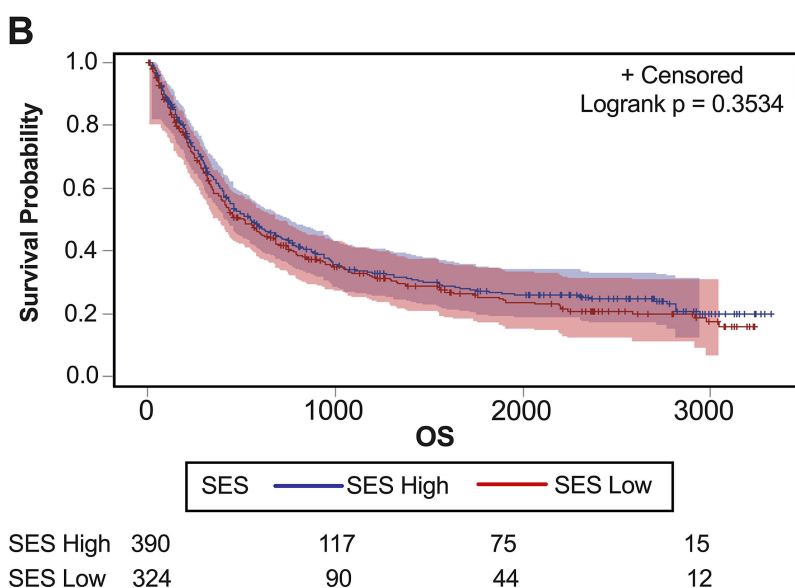 B
+ Censored
Logrank p = 0.3534
Survival Probability
1.0
0.8
0.6
0.4
0.2
0.0
0 1000 2000 3000
OS
SES SES High SES Low
SES High 390 117 75 15
SES Low 324 90 44 12